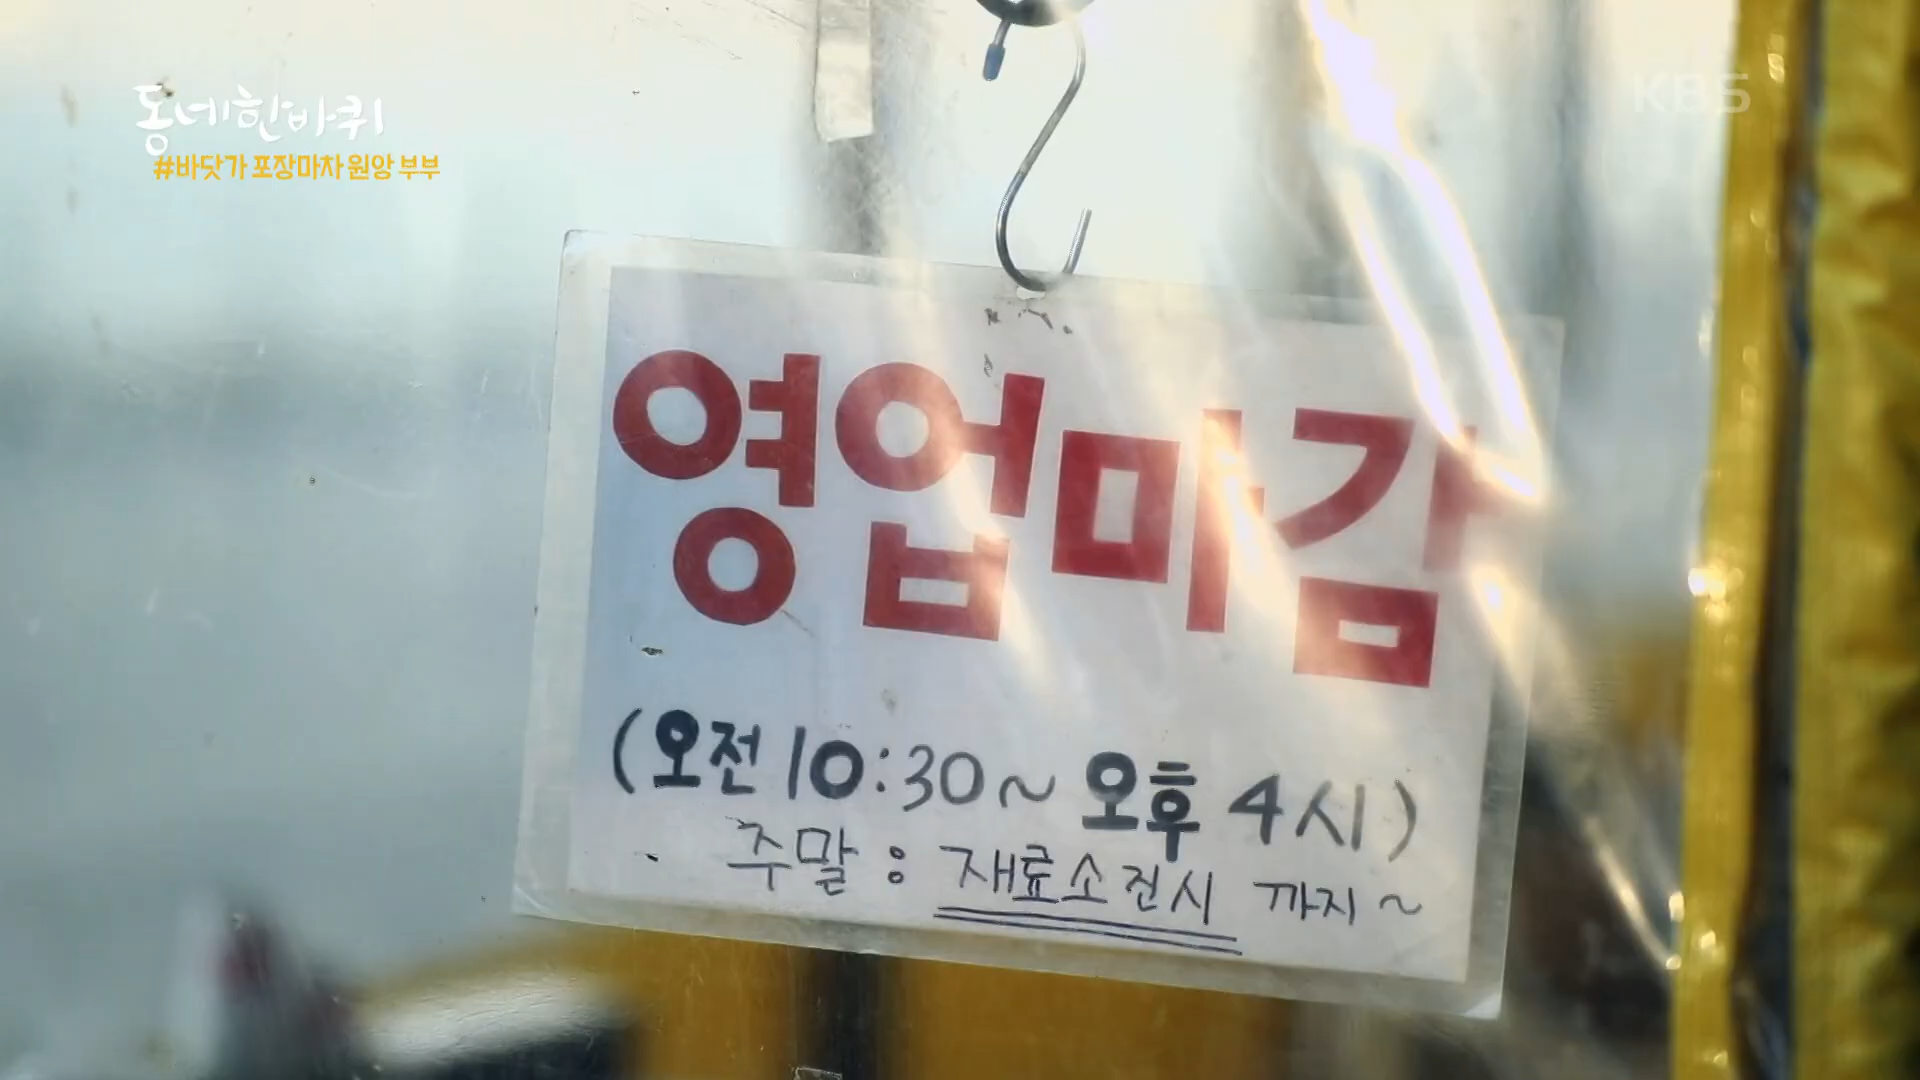 동네한바퀴
#바닷가 포장마차 원앙 부부
KBS
영업마감
(오전 10:30~ 오후 4시)
주말 : 재료소진시 까지~